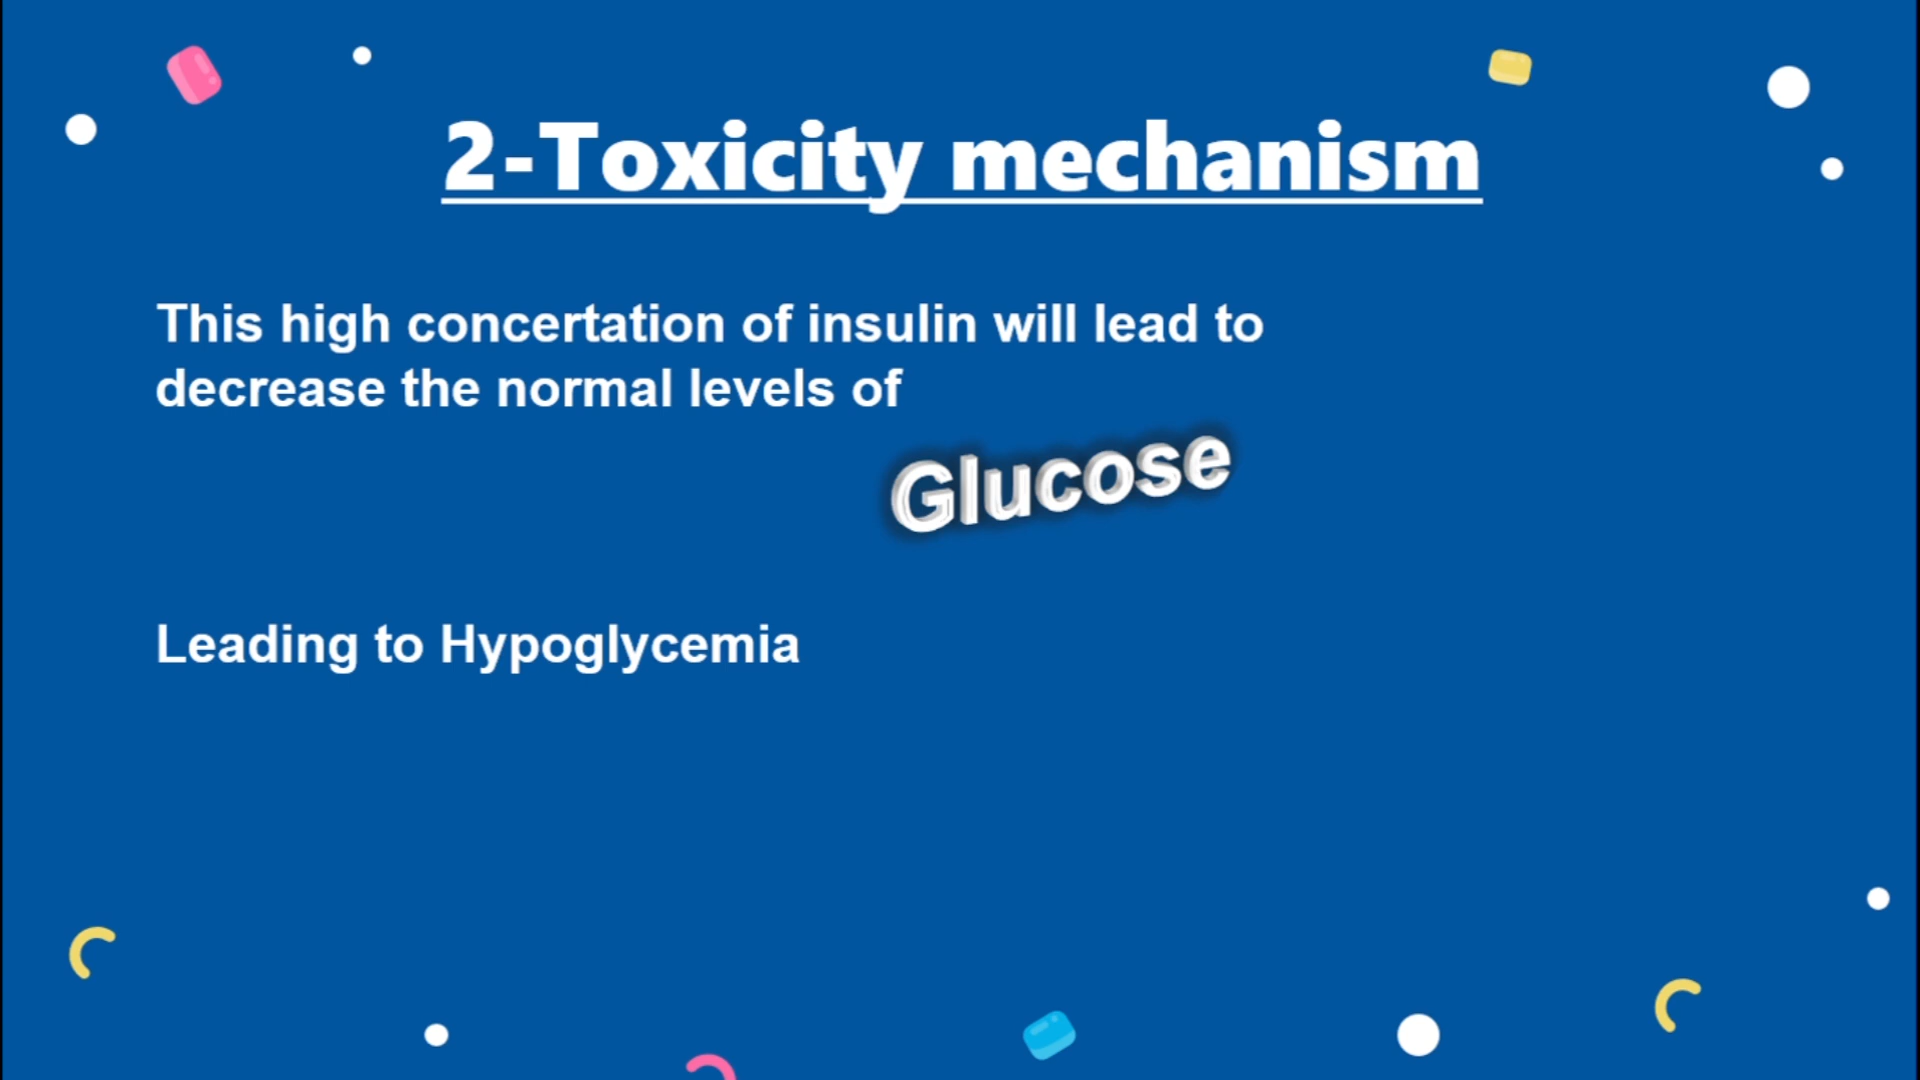 2-Toxicity mechanism
This high concertation of insulin will lead to
decrease the normal levels of
Glucose
Leading to Hypoglycemia